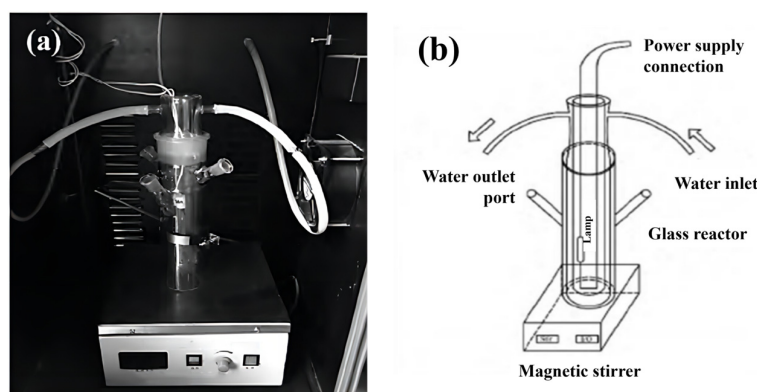 (a)
(b)
Power supply
connection
Water outlet
port
Water inlet
Lamp
Glass reactor
Magnetic stirrer